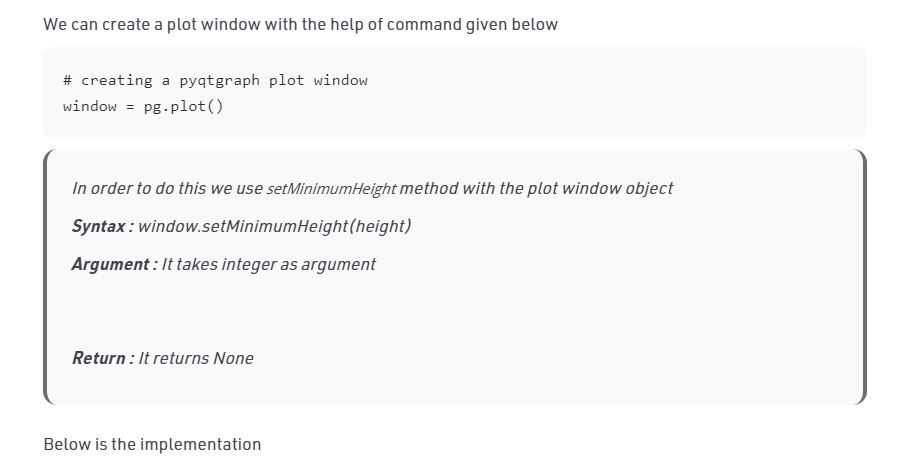 We can create a plot window with the help of command given below
# creating a pyqtgraph plot window
window = pg.plot()
In order to do this we use setMinimumHeight method with the plot window object
Syntax : window.setMinimumHeight(height)
Argument : It takes integer as argument
Return : It returns None
Below is the implementation